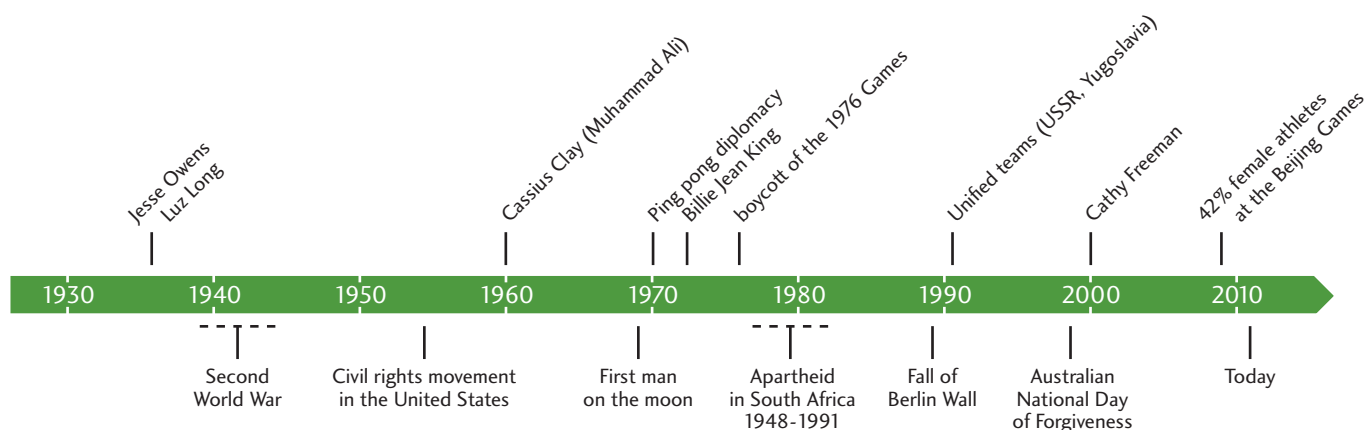 Jesse Owens
Luz Long
Cassius Clay (Muhammad Ali)
Ping pong diplomacy
Billie Jean King
boycott of the 1976 Games
Unified teams (USSR, Yugoslavia)
Cathy Freeman
42% female athletes
at the Beijing Games
1930
1940
1950
1960
1970
1980
1990
2000
2010
Second
World War
Civil rights movement
in the United States
First man
on the moon
Apartheid
in South Africa
1948-1991
Fall of
Berlin Wall
Australian
National Day
of Forgiveness
Today